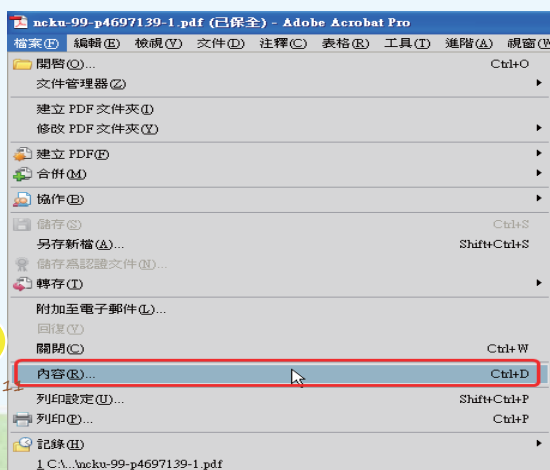 ncku-99-p4697139-1.pdf (已保全) - Adobe Acrobat Pro
檔案(F) 編輯(E) 檢視(V) 文件(D) 注釋(C) 表格(R) 工具(T) 進階(A) 視窗(W
開啓(O)... Ctrl+O
文件管理器(Z)
建立 PDF 文件夾(I)
修改 PDF 文件夾(Y)
建立 PDF(F)
合併(M)
協作(B)
儲存(S) Ctrl+S
另存新檔(A)... Shift+Ctrl+S
儲存爲認證文件(N)...
轉存(T)
附加至電子郵件(L)...
回復(V)
關閉(C) Ctrl+W
內容(R)... Ctrl+D
11
列印設定(U)... Shift+Ctrl+P
列印(P)... Ctrl+P
記錄(H)
1 C:\...\ncku-99-p4697139-1.pdf